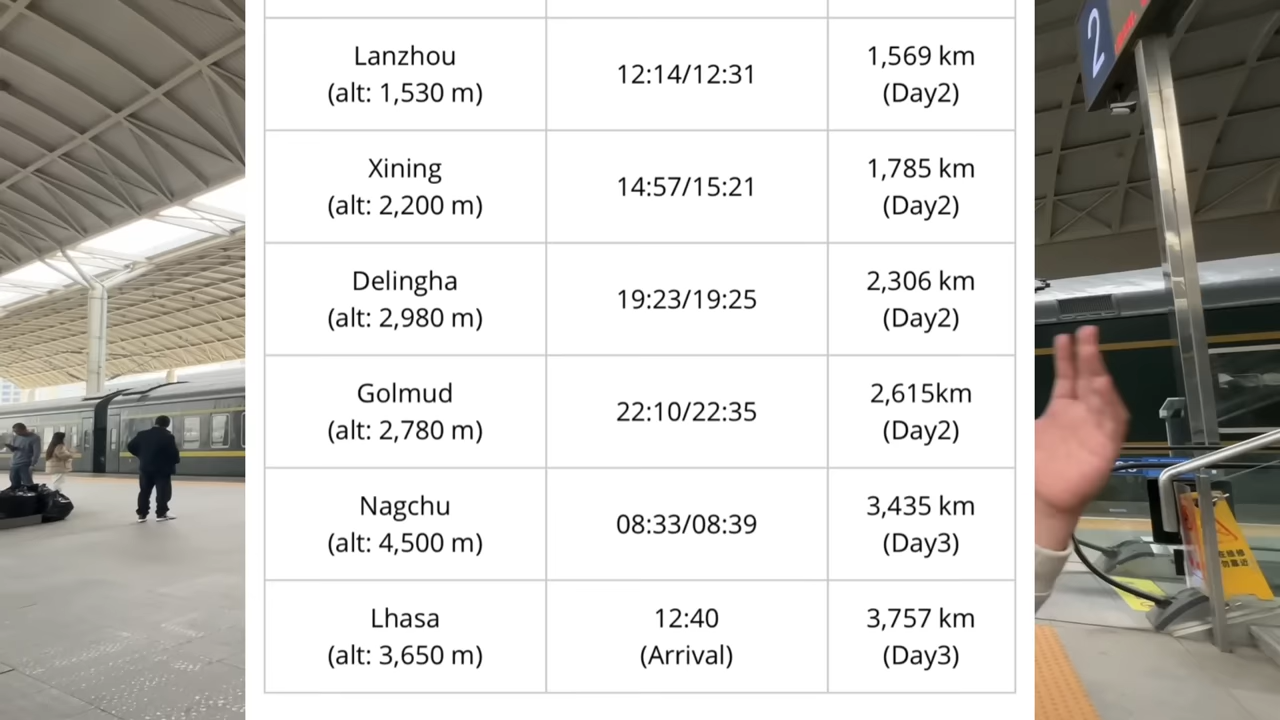 Lanzhou
(alt: 1,530 m)
12:14/12:31
1,569 km
(Day2)
Xining
(alt: 2,200 m)
14:57/15:21
1,785 km
(Day2)
Delingha
(alt: 2,980 m)
19:23/19:25
2,306 km
(Day2)
Golmud
(alt: 2,780 m)
22:10/22:35
2,615km
(Day2)
Nagchu
(alt: 4,500 m)
08:33/08:39
3,435 km
(Day3)
Lhasa
(alt: 3,650 m)
12:40
(Arrival)
3,757 km
(Day3)
2